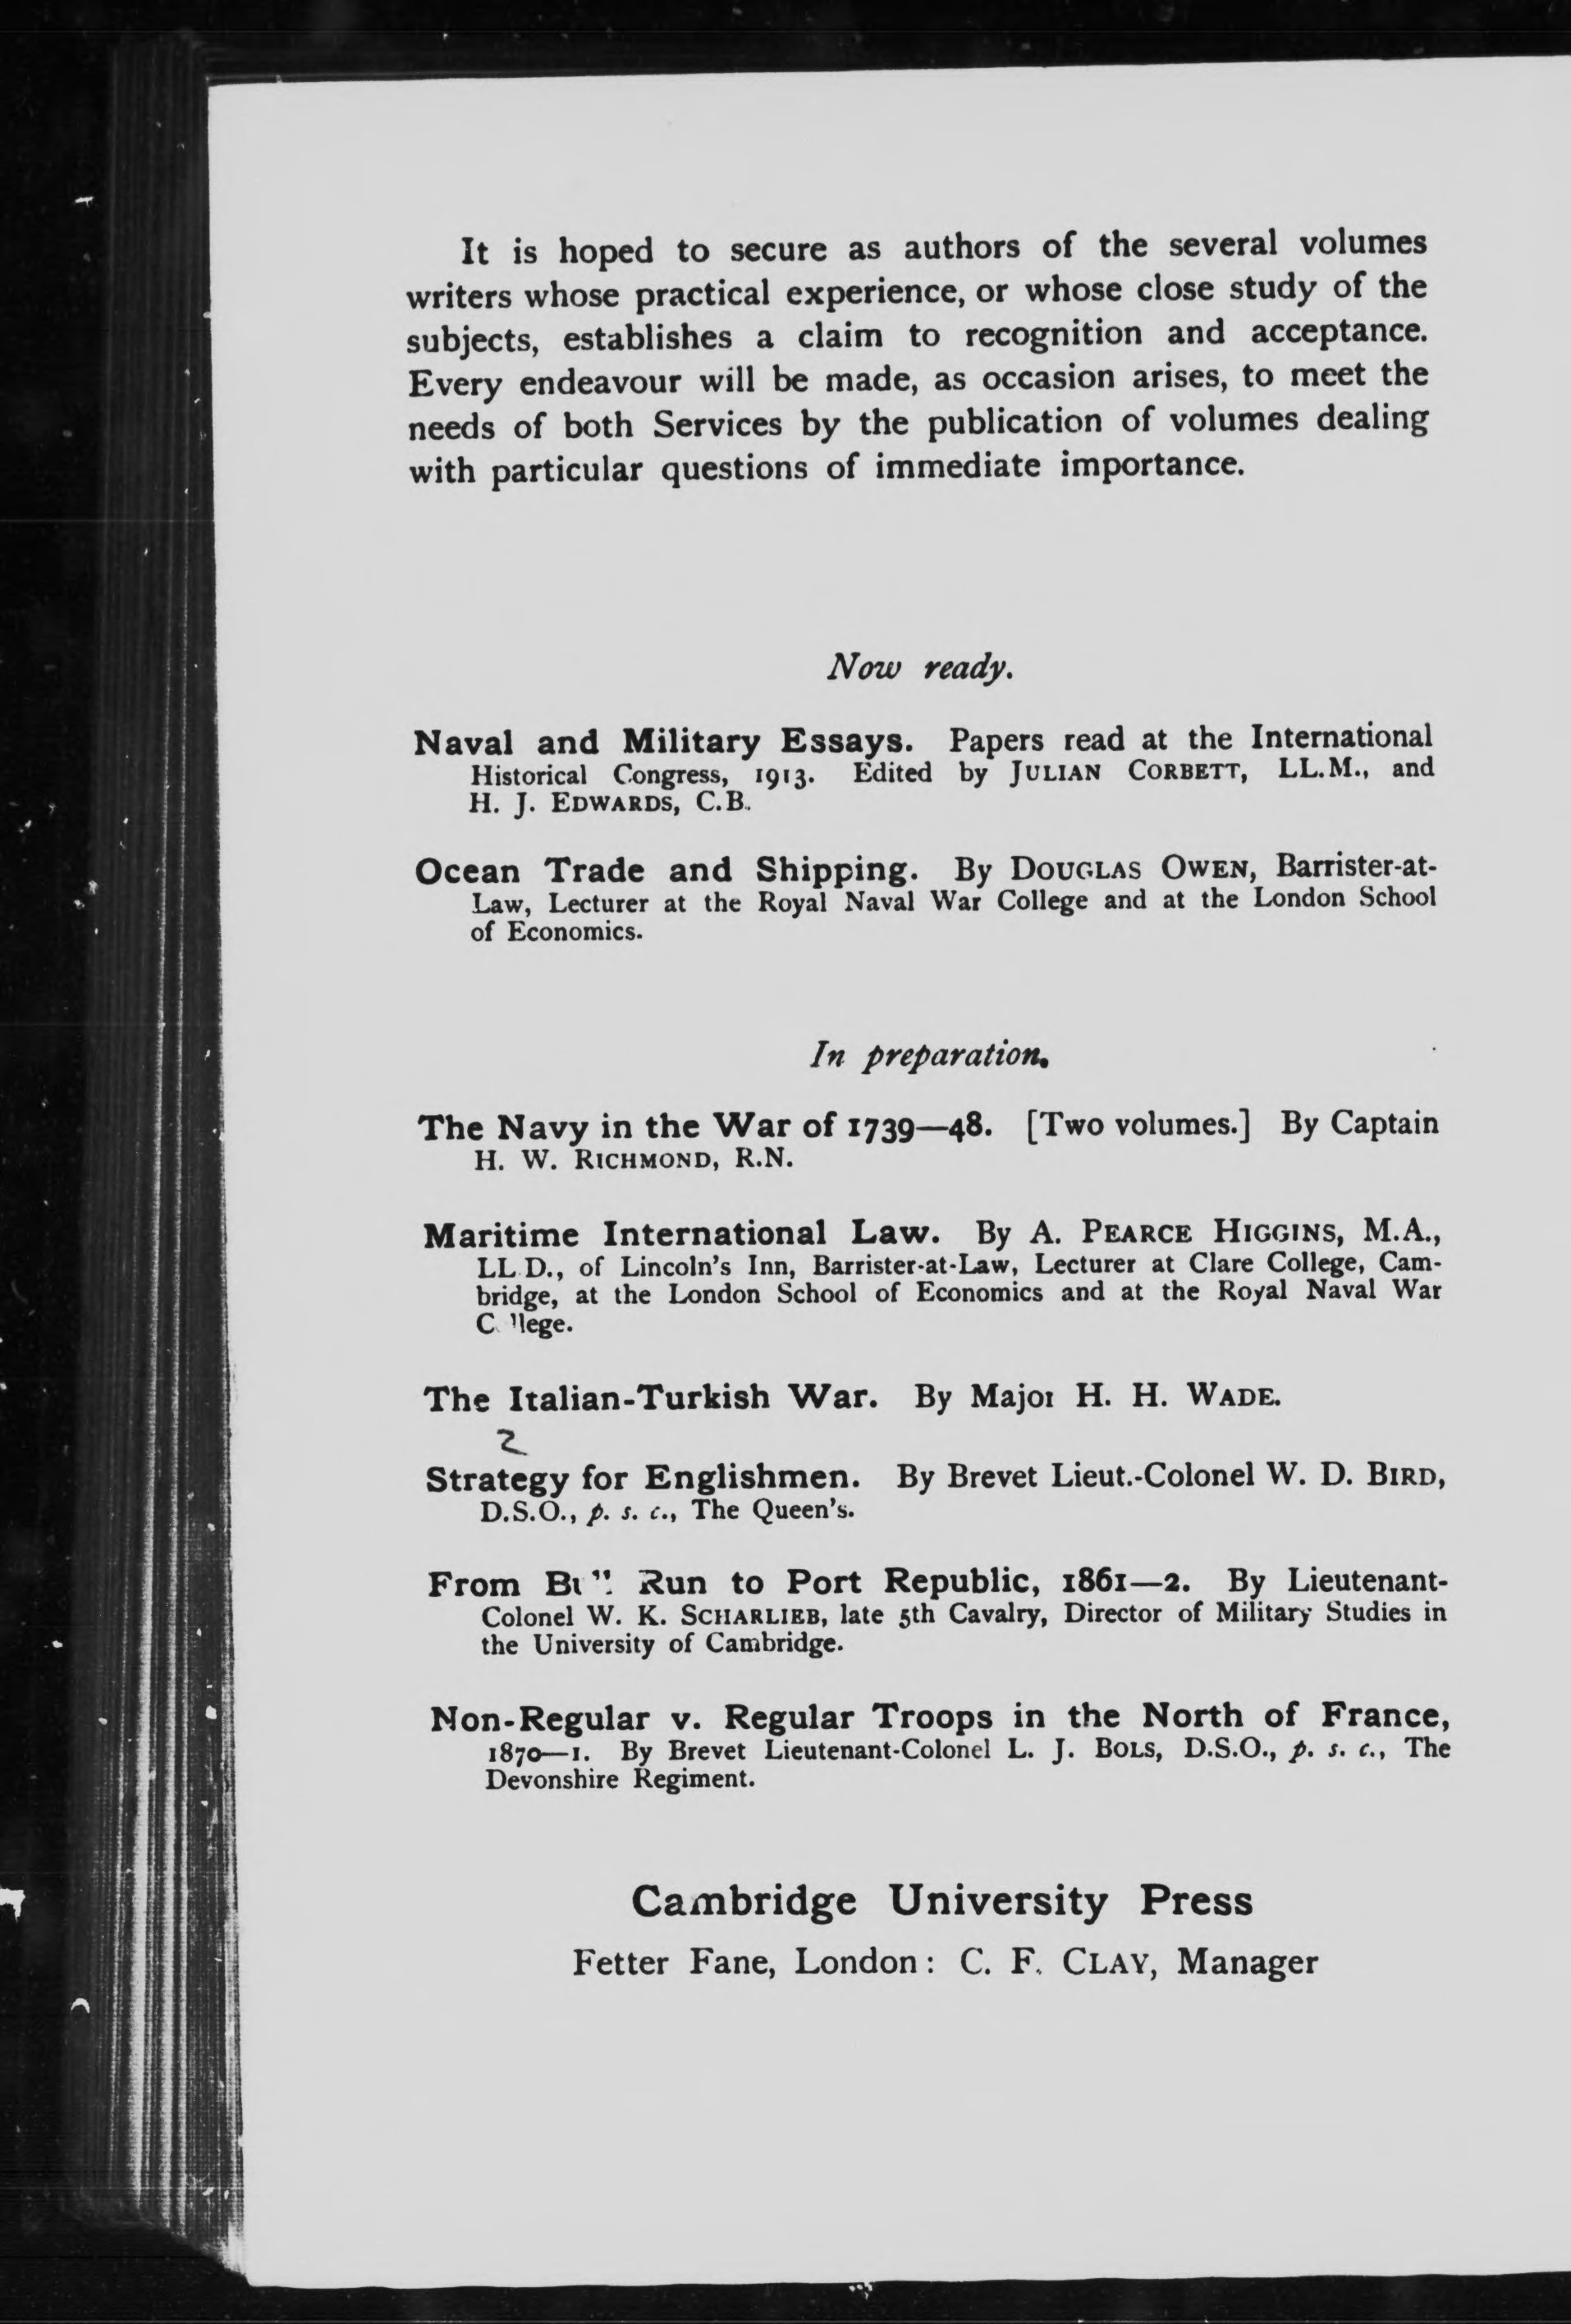 It is hoped to secure as authors of the several volumes
writers whose practical experience, or whose close study of the
subjects, establishes a claim to recognition and acceptance.
Every endeavour will be made, as occasion arises, to meet the
needs of both Services by the publication of volumes dealing
with particular questions of immediate importance.
Now ready.
Naval and Military Essays. Papers read at the International
Historical Congress, 1913. Edited by JULIAN CORBETT, LL.M., and
H. J. EDWARDS, C.B.
Ocean Trade and Shipping. By DOUGLAS OWEN, Barrister-at-
Law, Lecturer at the Royal Naval War College and at the London School
of Economics.
In preparation.
The Navy in the War of 1739—48. [Two volumes.] By Captain
H. W. RICHMOND, R.N.
Maritime International Law. By A. PEARCE HIGGINS, M.A.,
LL.D., of Lincoln's Inn, Barrister-at-Law, Lecturer at Clare College, Cam-
bridge, at the London School of Economics and at the Royal Naval War
College.
The Italian-Turkish War. By Major H. H. WADE.
2
Strategy for Englishmen. By Brevet Lieut.-Colonel W. D. BIRD,
D.S.O., p. s. c., The Queen's.
From Run to Port Republic, 1861—2. By Lieutenant-
Colonel W. K. SCHARLIEB, late 5th Cavalry, Director of Military Studies in
the University of Cambridge.
Non-Regular v. Regular Troops in the North of France,
1870—1. By Brevet Lieutenant-Colonel L. J. BOLS, D.S.O., p. s. c., The
Devonshire Regiment.
Cambridge University Press
Fetter Fane, London: C. F. CLAY, Manager